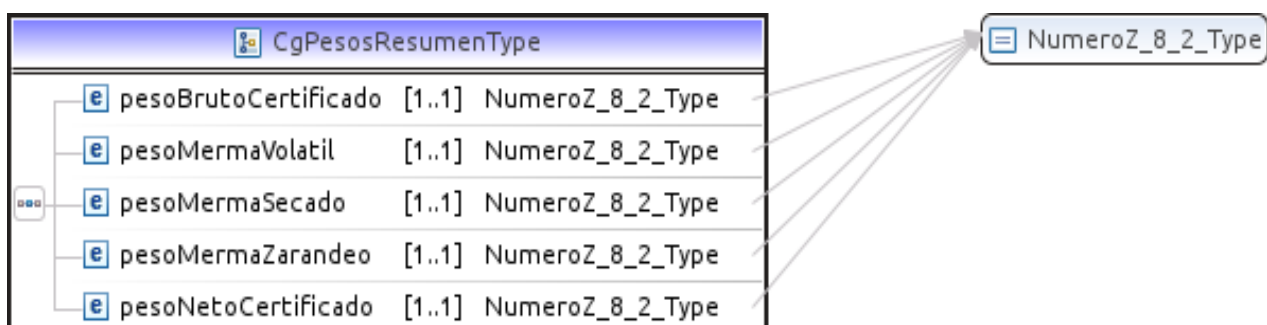 CgPesosResumenType
NumeroZ_8_2_Type
pesoBrutoCertificado [1..1] NumeroZ_8_2_Type
pesoMermaVolatil [1..1] NumeroZ_8_2_Type
pesoMermaSecado [1..1] NumeroZ_8_2_Type
pesoMermaZarandeo [1..1] NumeroZ_8_2_Type
pesoNetoCertificado [1..1] NumeroZ_8_2_Type